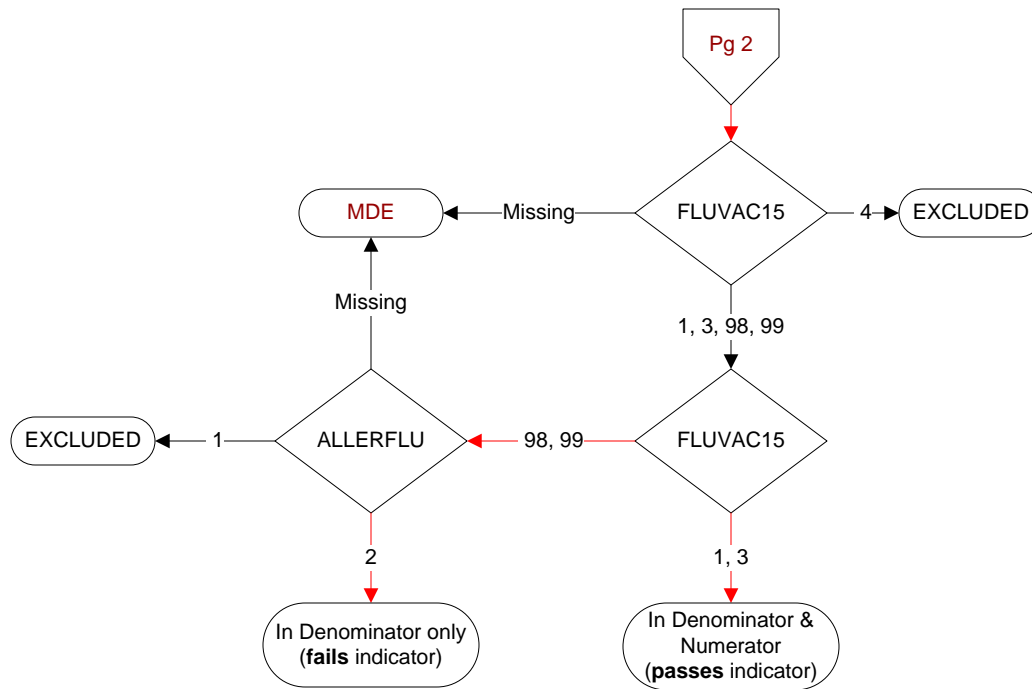 Pg 2
MDE
Missing
FLUVAC15
4
EXCLUDED
Missing
1, 3, 98, 99
EXCLUDED
1
ALLERFLU
98, 99
FLUVAC15
2
1, 3
In Denominator only
(fails indicator)
In Denominator &
Numerator
(passes indicator)